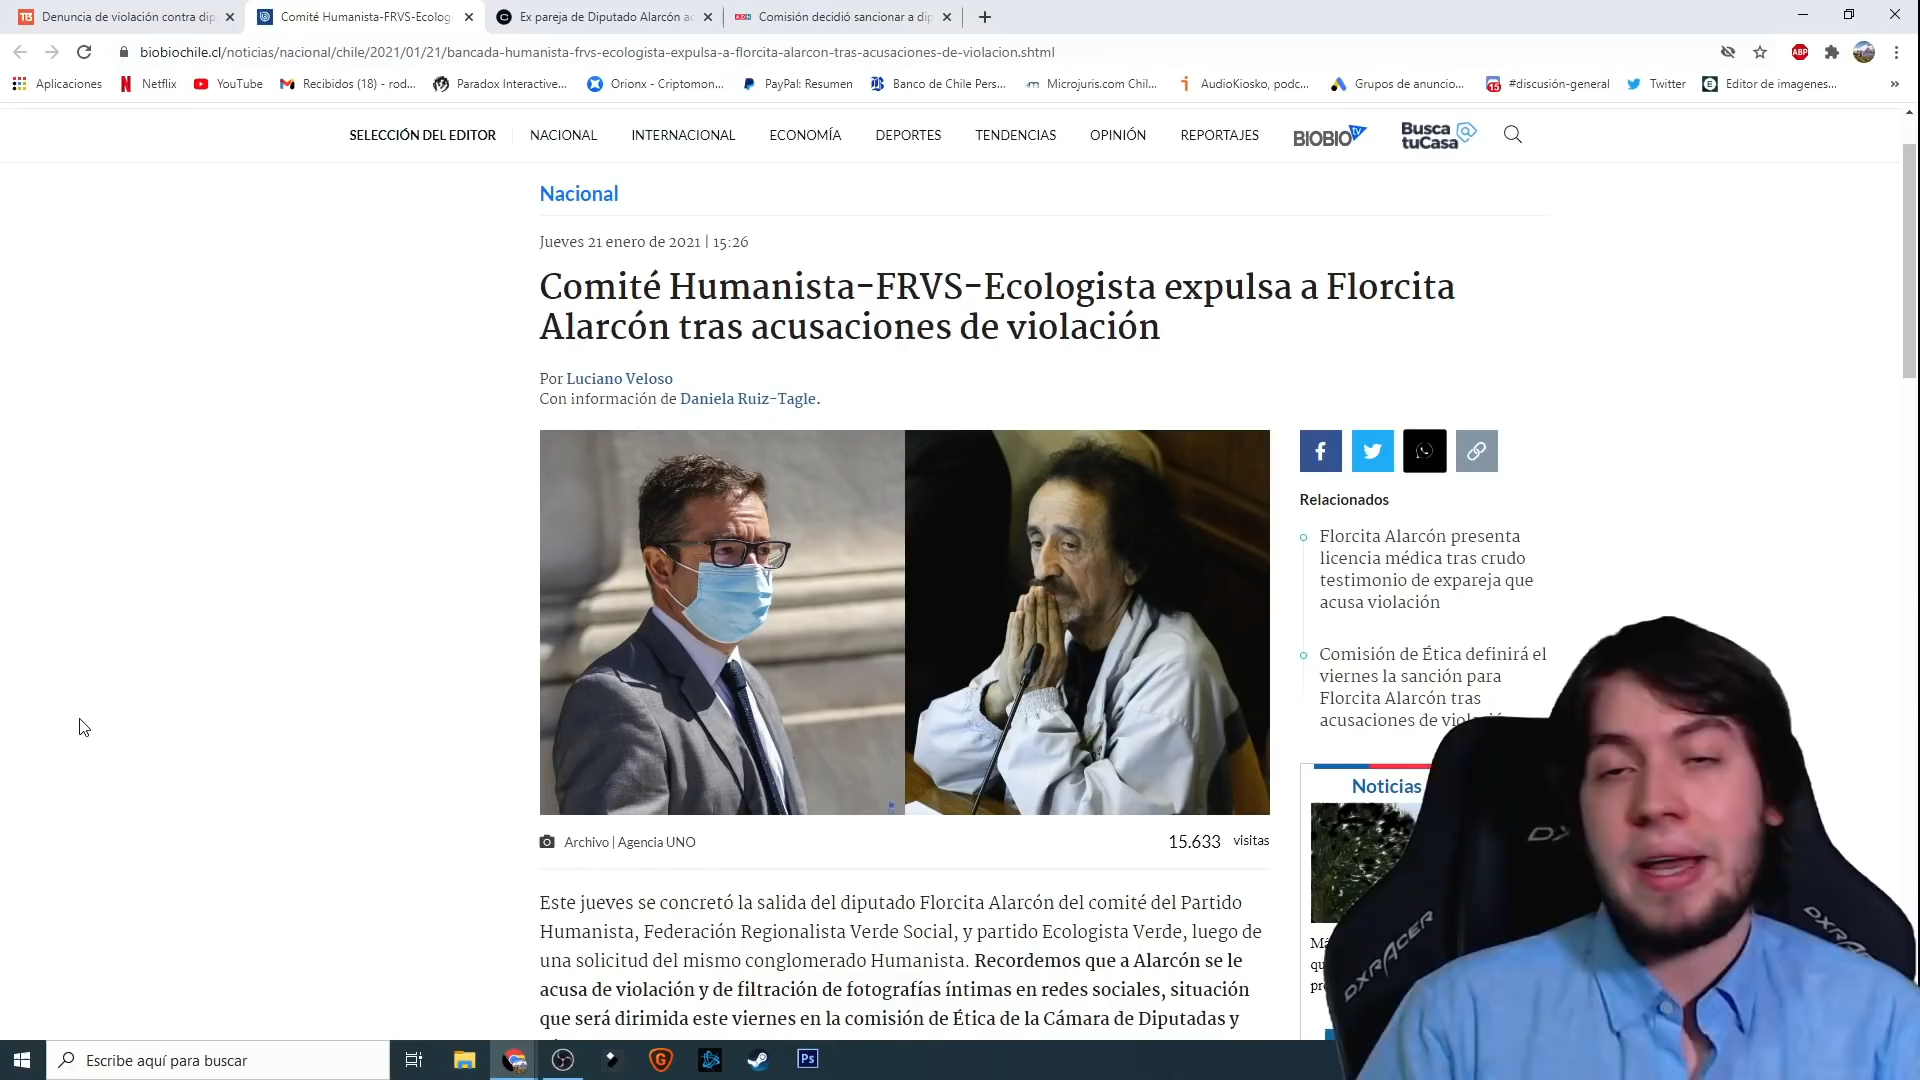 Denuncia de violación contra dip
Comité Humanista-FRVS-Ecolog
Ex pareja de Diputado Alarcón ac
ADN
Comisión decidió sancionar a dip
biobiochile.cl/noticias/nacional/chile/2021/01/21/bancada-humanista-frvs-ecologista-expulsa-a-florcita-alarcon-tras-acusaciones-de-violacion.shtml
ABP
Aplicaciones
Netflix
YouTube
Recibidos (18) - rod...
Paradox Interactive...
Orionx - Criptomon...
PayPal: Resumen
Banco de Chile Pers...
Microjuris.com Chil...
AudioKiosko, podc...
Grupos de anuncio...
15
#discusión-general
Twitter
Editor de imagenes...
SELECCIÓN DEL EDITOR
NACIONAL
INTERNACIONAL
ECONOMÍA
DEPORTES
TENDENCIAS
OPINIÓN
REPORTAJES
BIOBIO tv
Busca
tuCasa
Nacional
Jueves 21 enero de 2021 | 15:26
Comité Humanista-FRVS-Ecologista expulsa a Florcita
Alarcón tras acusaciones de violación
Por Luciano Veloso
Con información de Daniela Ruiz-Tagle.
Relacionados
Florcita Alarcón presenta
licencia médica tras crudo
testimonio de expareja que
acusa violación
Comisión de Ética definirá el
viernes la sanción para
Florcita Alarcón tras
acusaciones de
Noticias
Archivo | Agencia UNO
15.633 visitas
Este jueves se concretó la salida del diputado Florcita Alarcón del comité del Partido
Humanista, Federación Regionalista Verde Social, y partido Ecologista Verde, luego de
una solicitud del mismo conglomerado Humanista. Recordemos que a Alarcón se le
acusa de violación y de filtración de fotografías íntimas en redes sociales, situación
que será dirimida este viernes en la comisión de Ética de la Cámara de Diputadas y
DXRACER
DXRACER
Escribe aquí para buscar
Ps